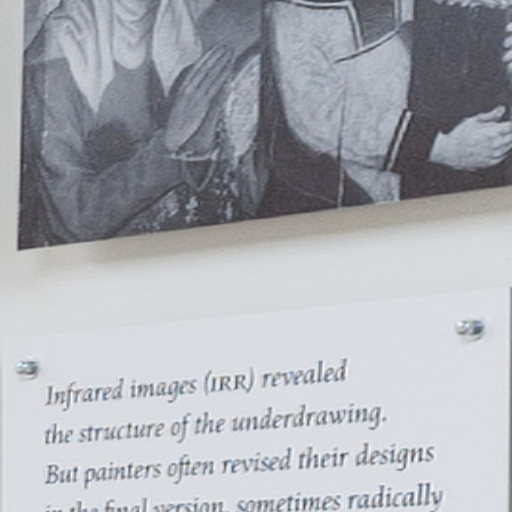 Infrared images (IRR) revealed
the structure of the underdrawing.
But painters often revised their designs
in the final version, sometimes radically